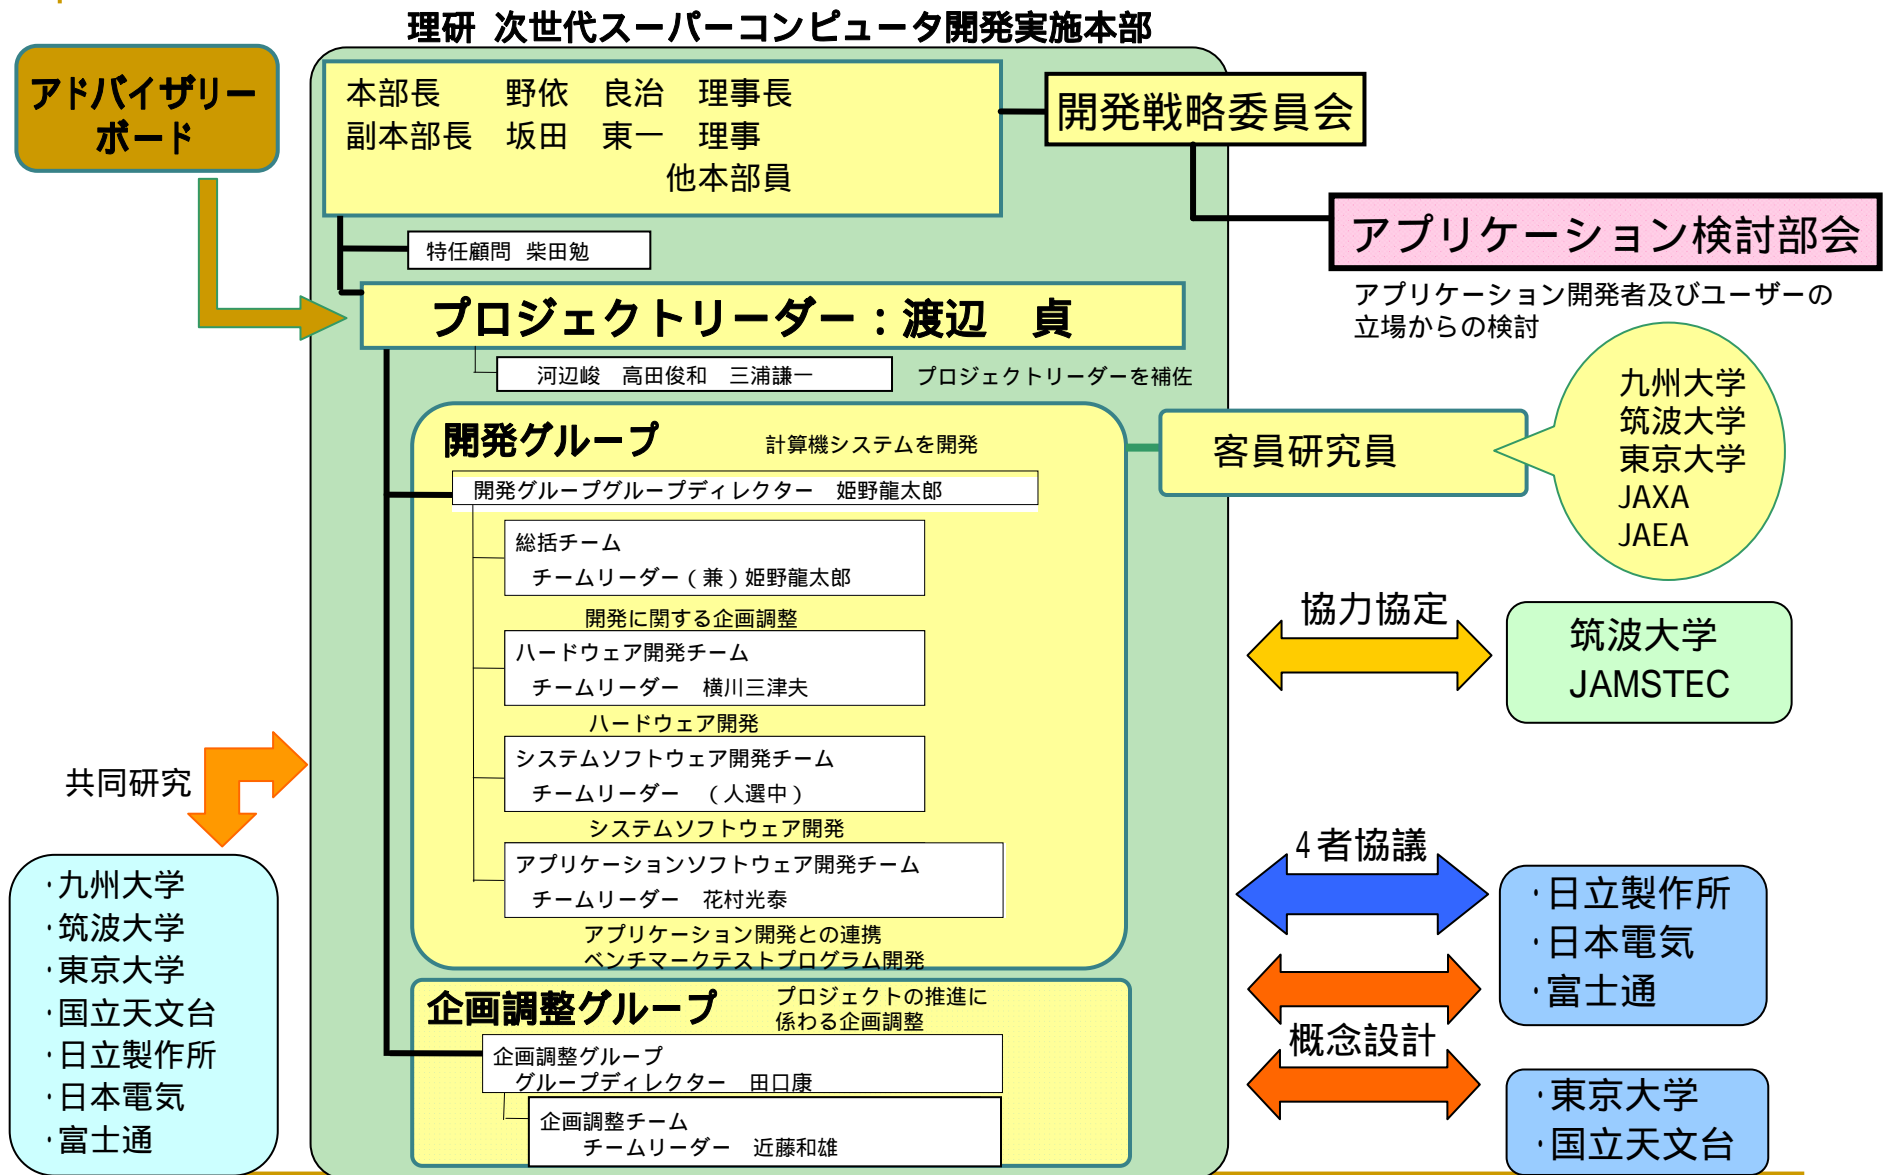 理研 次世代スーパーコンピュータ開発実施本部
アドバイザリー
ボード
本部長 野依 良治 理事長
副本部長 坂田 東一 理事
他本部員
開発戦略委員会
アプリケーション検討部会
アプリケーション開発者及びユーザーの
立場からの検討
特任顧問 柴田勉
プロジェクトリーダー：渡辺 貞
河辺峻 高田俊和 三浦謙一
プロジェクトリーダーを補佐
開発グループ
計算機システムを開発
開発グループグループディレクター 姫野龍太郎
総括チーム
チームリーダー(兼)姫野龍太郎
開発に関する企画調整
ハードウェア開発チーム
チームリーダー 横川三津夫
ハードウェア開発
システムソフトウェア開発チーム
チームリーダー (人選中)
システムソフトウェア開発
アプリケーションソフトウェア開発チーム
チームリーダー 花村光泰
アプリケーション開発との連携
ベンチマークテストプログラム開発
企画調整グループ
プロジェクトの推進に
係わる企画調整
企画調整グループ
グループディレクター 田口康
企画調整チーム
チームリーダー 近藤和雄
客員研究員
九州大学
筑波大学
東京大学
JAXA
JAEA
協力協定
筑波大学
JAMSTEC
4者協議
・日立製作所
・日本電気
・富士通
概念設計
・東京大学
・国立天文台
共同研究
・九州大学
・筑波大学
・東京大学
・国立天文台
・日立製作所
・日本電気
・富士通